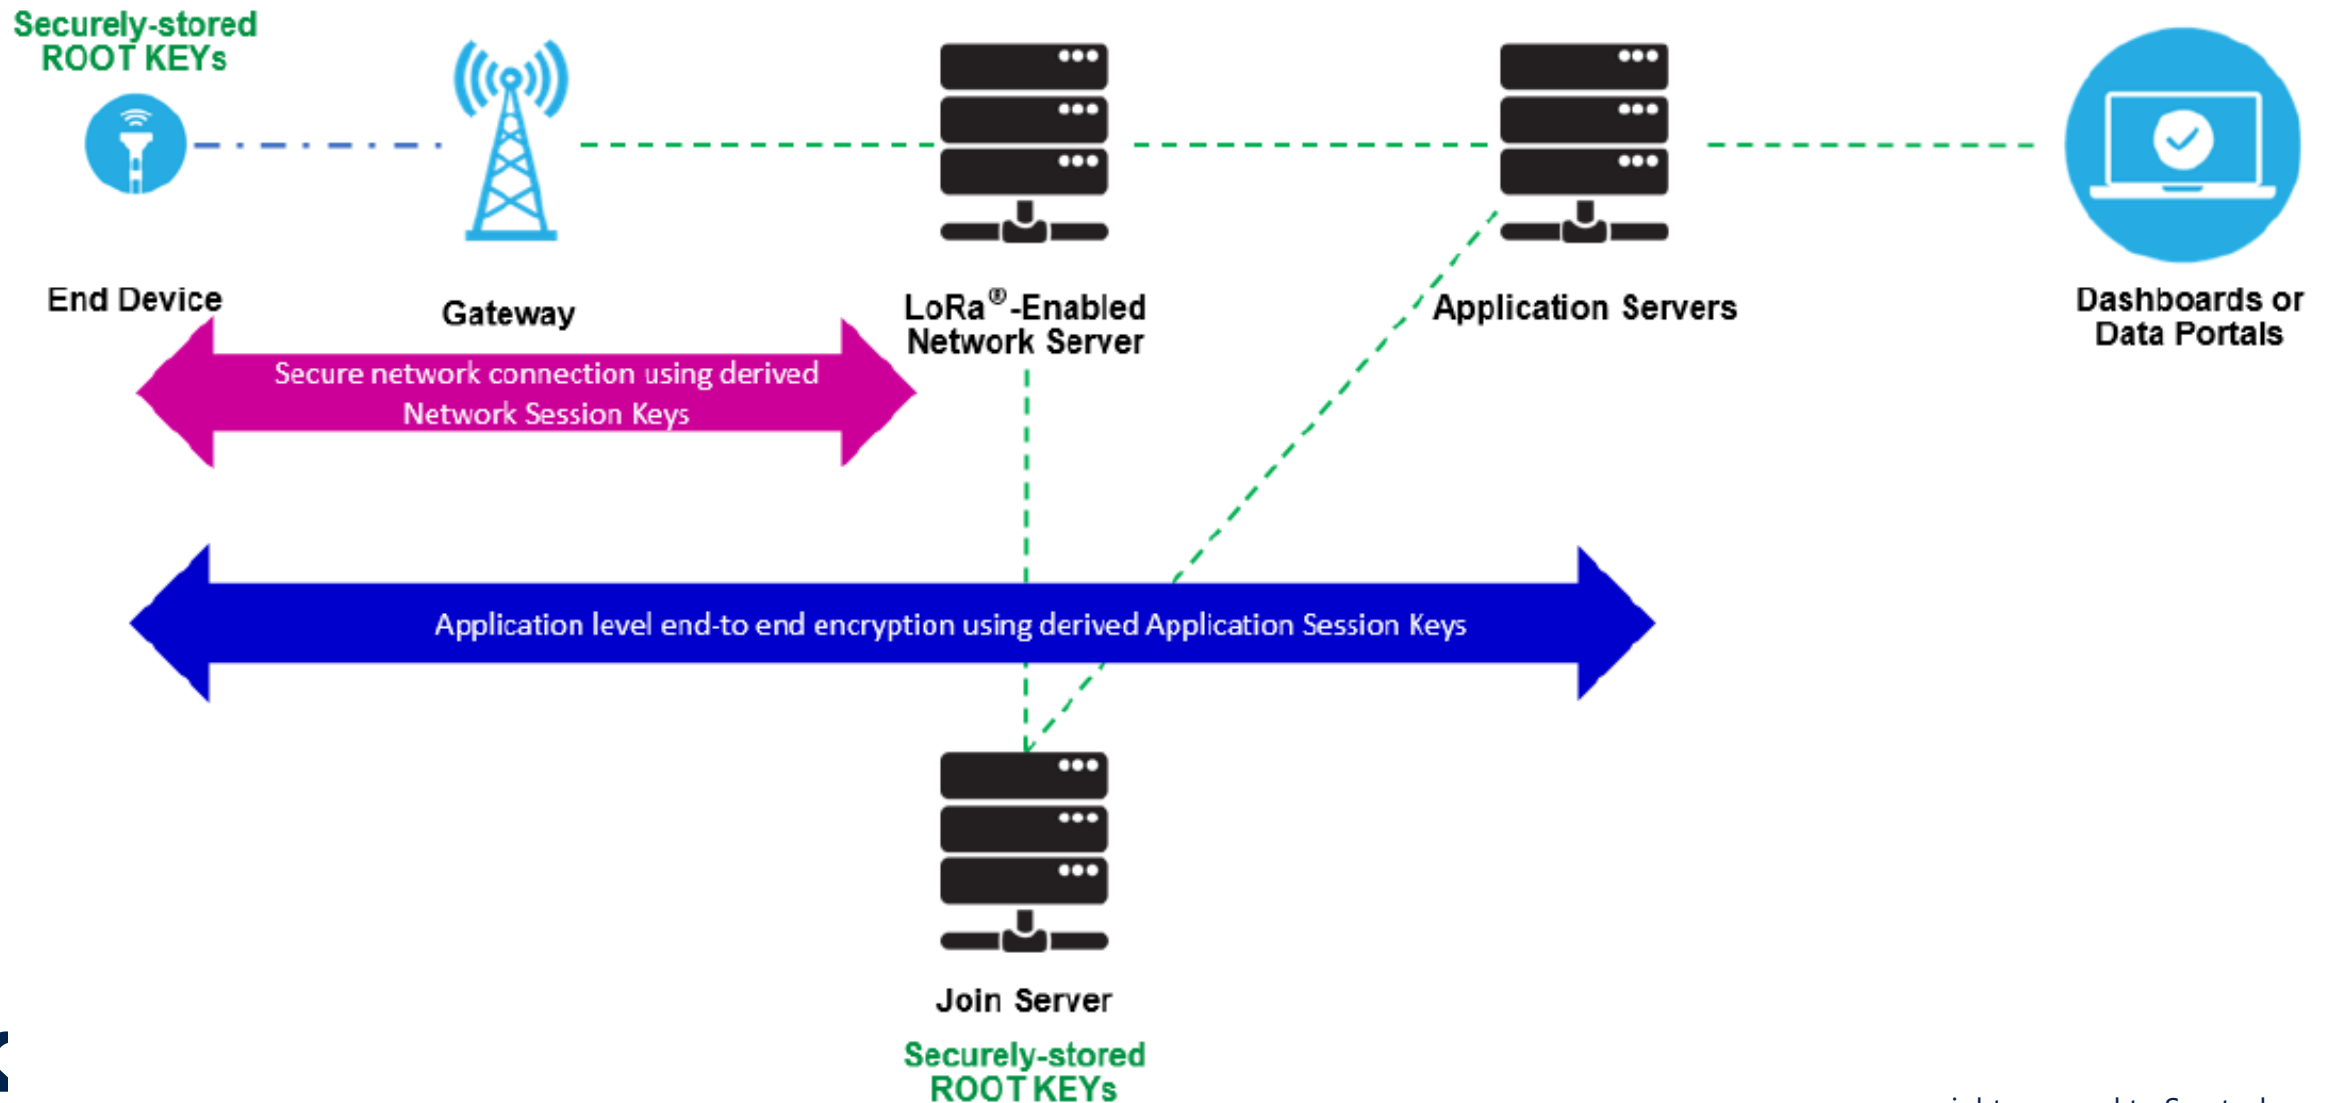 Securely-stored
ROOT KEYs
End Device
Gateway
LoRa®-Enabled
Network Server
Application Servers
Dashboards or
Data Portals
Secure network connection using derived
Network Session Keys
Application level end-to end encryption using derived Application Session Keys
Join Server
Securely-stored
ROOT KEYs